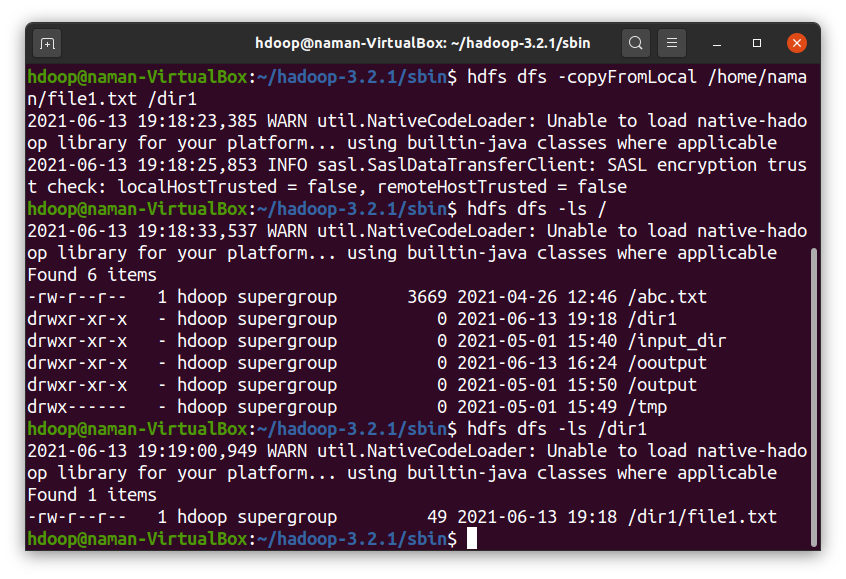 hdoop@naman-VirtualBox: ~/hadoop-3.2.1/sbin
hdoop@naman-VirtualBox:~/hadoop-3.2.1/sbin$ hdfs dfs -copyFromLocal /home/nama
n/file1.txt /dir1
2021-06-13 19:18:23,385 WARN util.NativeCodeLoader: Unable to load native-hado
op library for your platform... using builtin-java classes where applicable
2021-06-13 19:18:25,853 INFO sasl.SaslDataTransferClient: SASL encryption trus
t check: localHostTrusted = false, remoteHostTrusted = false
hdoop@naman-VirtualBox:~/hadoop-3.2.1/sbin$ hdfs dfs -ls /
2021-06-13 19:18:33,537 WARN util.NativeCodeLoader: Unable to load native-hado
op library for your platform... using builtin-java classes where applicable
Found 6 items
-rw-r--r--   1 hdoop supergroup       3669 2021-04-26 12:46 /abc.txt
drwxr-xr-x   - hdoop supergroup          0 2021-06-13 19:18 /dir1
drwxr-xr-x   - hdoop supergroup          0 2021-05-01 15:40 /input_dir
drwxr-xr-x   - hdoop supergroup          0 2021-06-13 16:24 /ooutput
drwxr-xr-x   - hdoop supergroup          0 2021-05-01 15:50 /output
drwx------   - hdoop supergroup          0 2021-05-01 15:49 /tmp
hdoop@naman-VirtualBox:~/hadoop-3.2.1/sbin$ hdfs dfs -ls /dir1
2021-06-13 19:19:00,949 WARN util.NativeCodeLoader: Unable to load native-hado
op library for your platform... using builtin-java classes where applicable
Found 1 items
-rw-r--r--   1 hdoop supergroup         49 2021-06-13 19:18 /dir1/file1.txt
hdoop@naman-VirtualBox:~/hadoop-3.2.1/sbin$